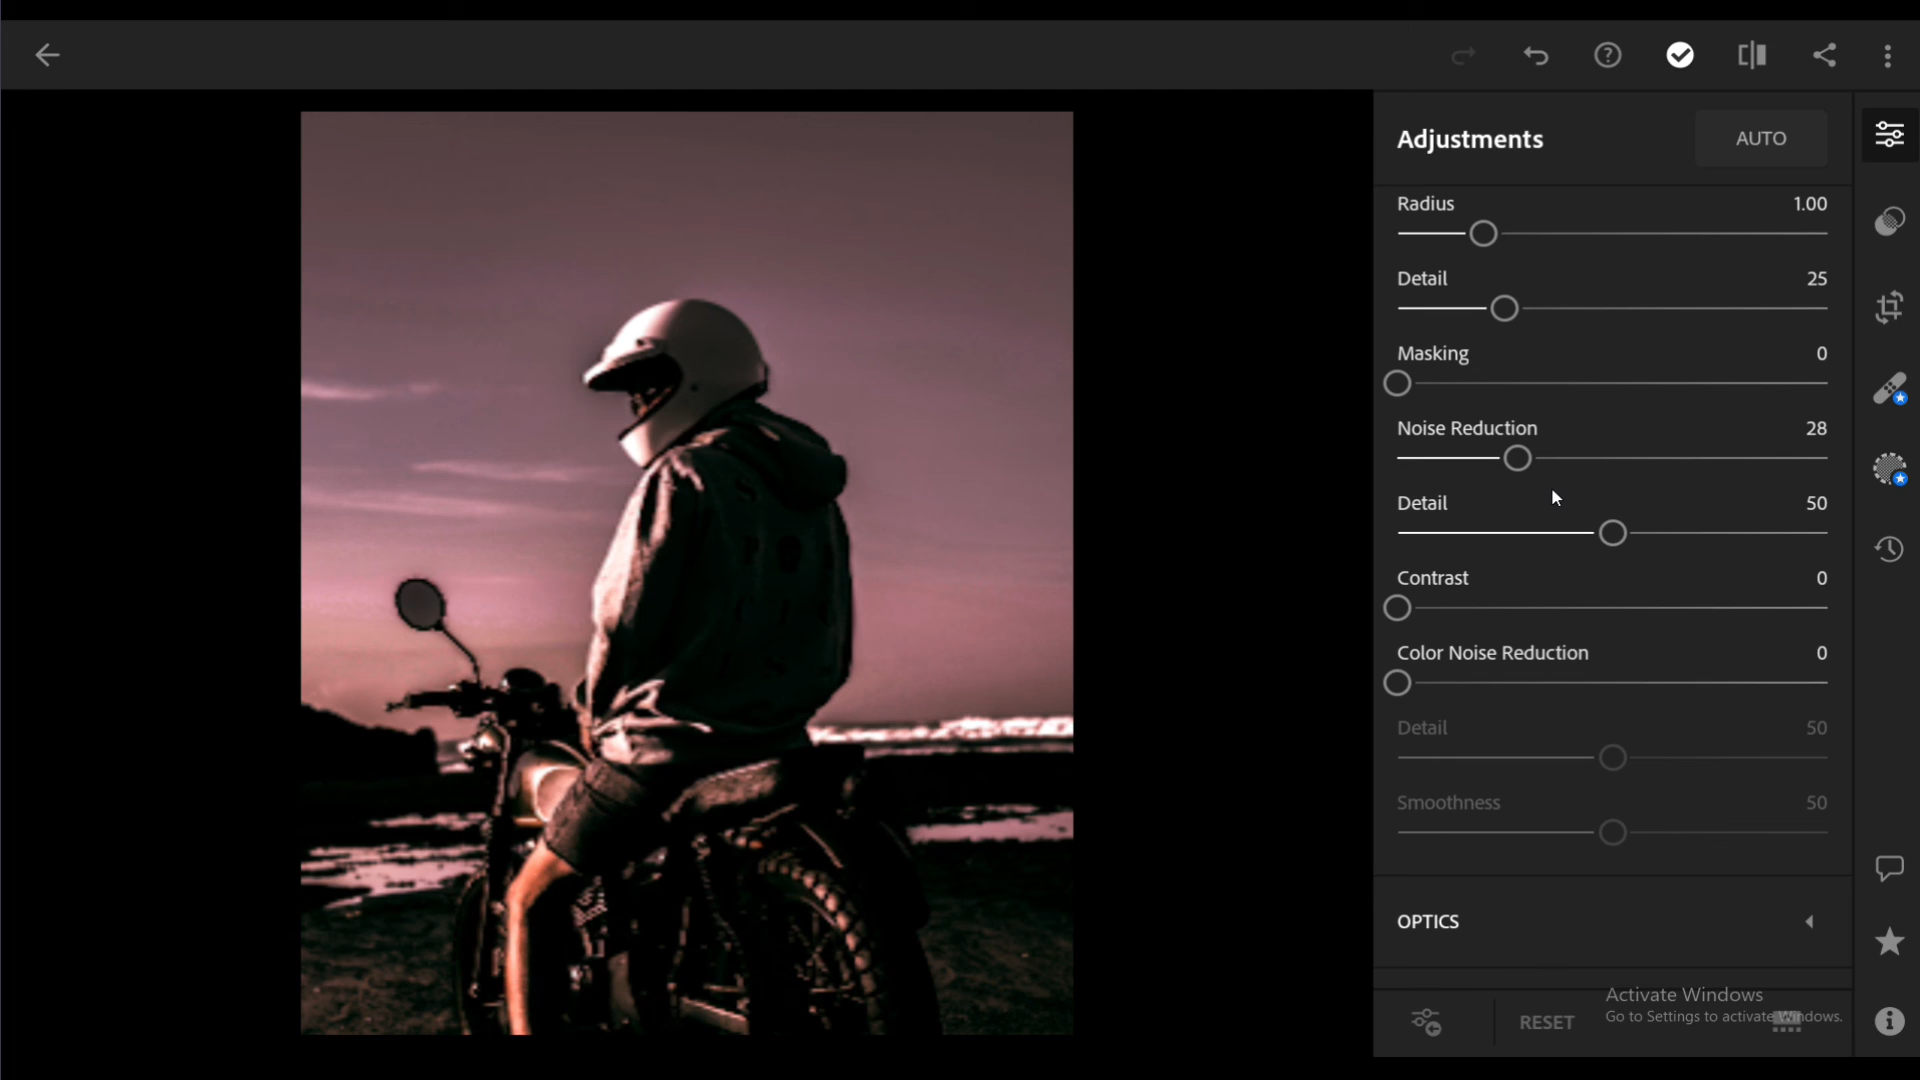 Adjustments
AUTO
Radius 1.00
Detail 25
Masking 0
Noise Reduction 28
Detail 50
Contrast 0
Color Noise Reduction 0
Detail 50
Smoothness 50
OPTICS
RESET
Activate Windows
Go to Settings to activate Windows.